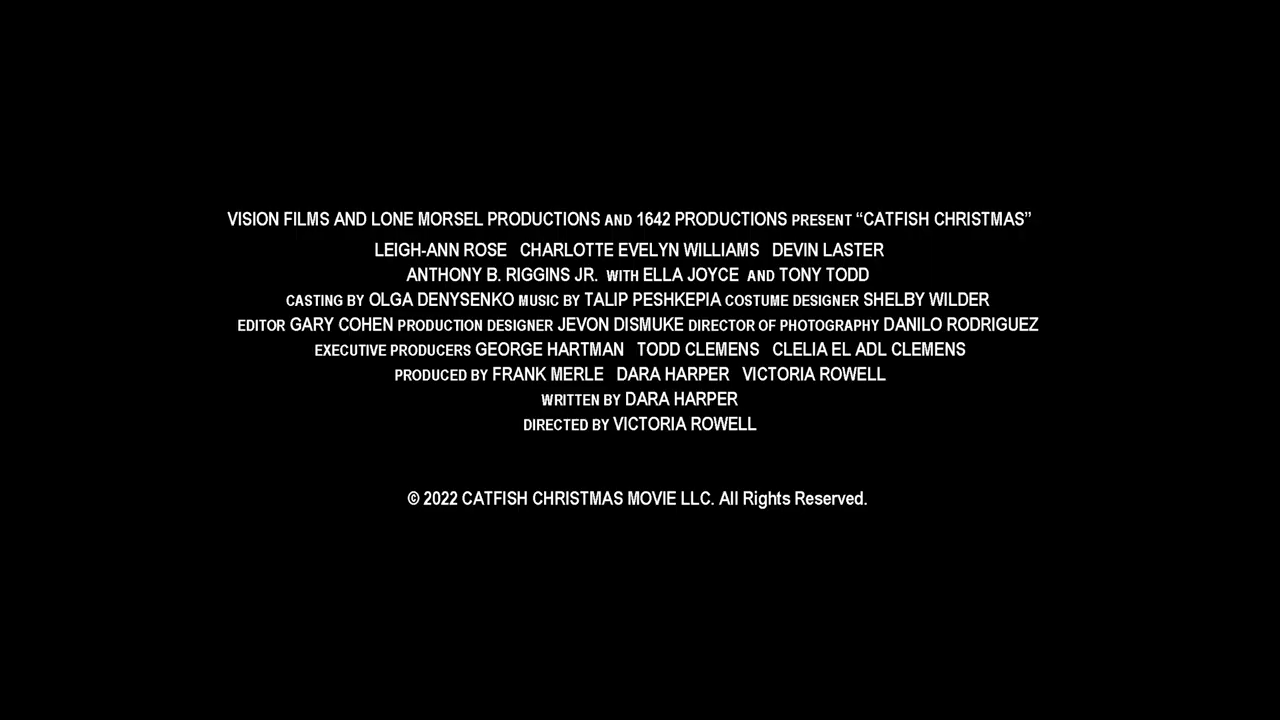 VISION FILMS AND LONE MORSEL PRODUCTIONS AND 1642 PRODUCTIONS PRESENT “CATFISH CHRISTMAS”
LEIGH-ANN ROSE CHARLOTTE EVELYN WILLIAMS DEVIN LASTER
ANTHONY B. RIGGINS JR. WITH ELLA JOYCE AND TONY TODD
CASTING BY OLGA DENYSENKO MUSIC BY TALIP PESHKEPIA COSTUME DESIGNER SHELBY WILDER
EDITOR GARY COHEN PRODUCTION DESIGNER JEVON DISMUKE DIRECTOR OF PHOTOGRAPHY DANILO RODRIGUEZ
EXECUTIVE PRODUCERS GEORGE HARTMAN TODD CLEMENS CLELIA EL ADL CLEMENS
PRODUCED BY FRANK MERLE DARA HARPER VICTORIA ROWELL
WRITTEN BY DARA HARPER
DIRECTED BY VICTORIA ROWELL
© 2022 CATFISH CHRISTMAS MOVIE LLC. All Rights Reserved.